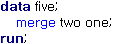 data five;
merge two one;
run;